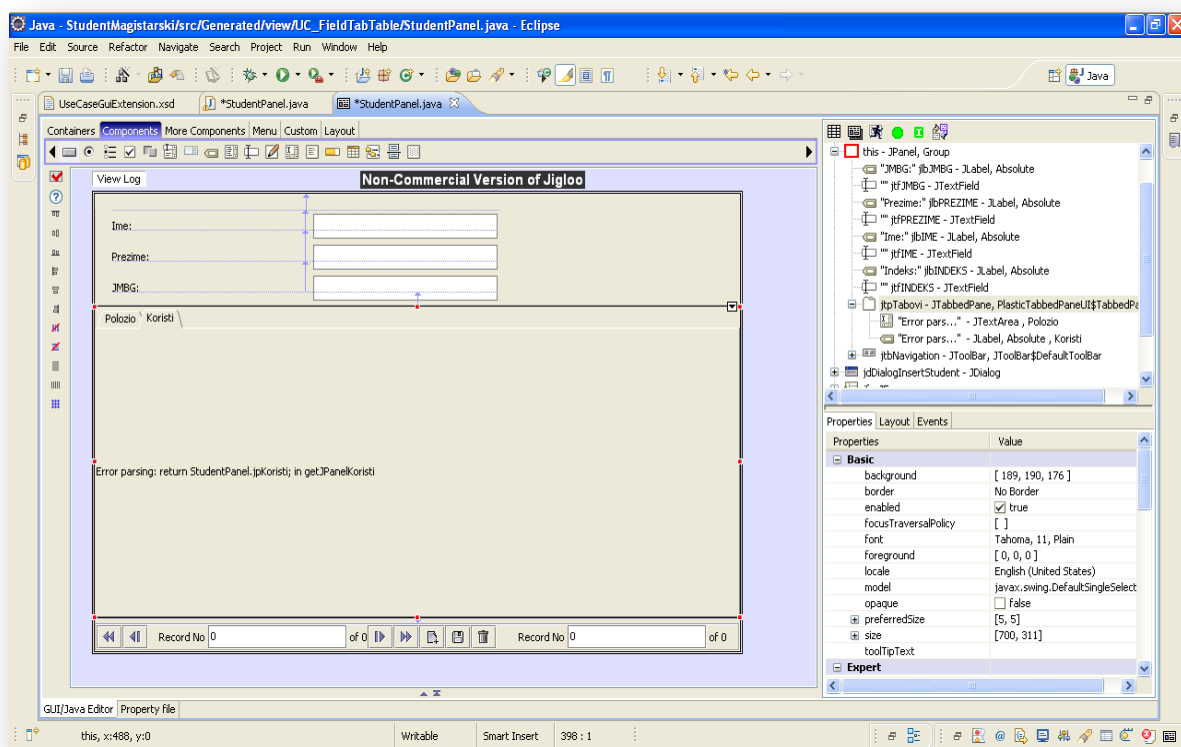 Java - StudentMagistarski/src/Generated/view/UC_FieldTabTable/StudentPanel.java - Eclipse
File Edit Source Refactor Navigate Search Project Run Window Help
Java
UseCaseGuiExtension.xsd *StudentPanel.java *StudentPanel.java
Containers Components More Components Menu Custom Layout
View Log Non-Commercial Version of Jigloo
Ime:
Prezime:
JMBG:
Polozio Koristi
Error parsing: return StudentPanel.jpKoristi; in getJPanelKoristi
Record No 0 of 0 Record No 0 of 0
GUI/Java Editor Property file
this - JPanel, Group
"JMBG:" jlbJMBG - JLabel, Absolute
"" jtfJMBG - JTextField
"Prezime:" jlbPREZIME - JLabel, Absolute
"" jtfPREZIME - JTextField
"Ime:" jlbIME - JLabel, Absolute
"" jtfIME - JTextField
"Indeks:" jlbINDEKS - JLabel, Absolute
"" jtfINDEKS - JTextField
jtpTabovi - JTabbedPane, PlasticTabbedPaneUI$TabbedPa
"Error pars..." - JTextArea , Polozio
"Error pars..." - JLabel, Absolute , Koristi
jtbNavigation - JToolBar, JToolBar$DefaultToolBar
jdDialogInsertStudent - JDialog
Properties Layout Events
Properties Value
Basic
background [ 189, 190, 176 ]
border No Border
enabled true
focusTraversalPolicy [ ]
font Tahoma, 11, Plain
foreground [ 0, 0, 0 ]
locale English (United States)
model javax.swing.DefaultSingleSelect
opaque false
preferredSize [5, 5]
size [700, 311]
toolTipText
Expert
this, x:488, y:0 Writable Smart Insert 398 : 1